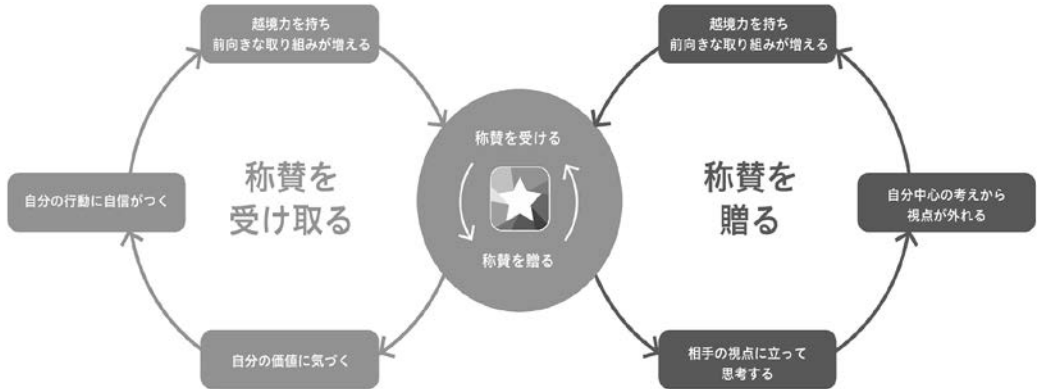 越境力を持ち
前向きな取り組みが増える
越境力を持ち
前向きな取り組みが増える
称賛を受ける
称賛を
受け取る
称賛を
贈る
自分の行動に自信がつく
自分中心の考えから
視点が外れる
称賛を贈る
自分の価値に気づく
相手の視点に立って
思考する